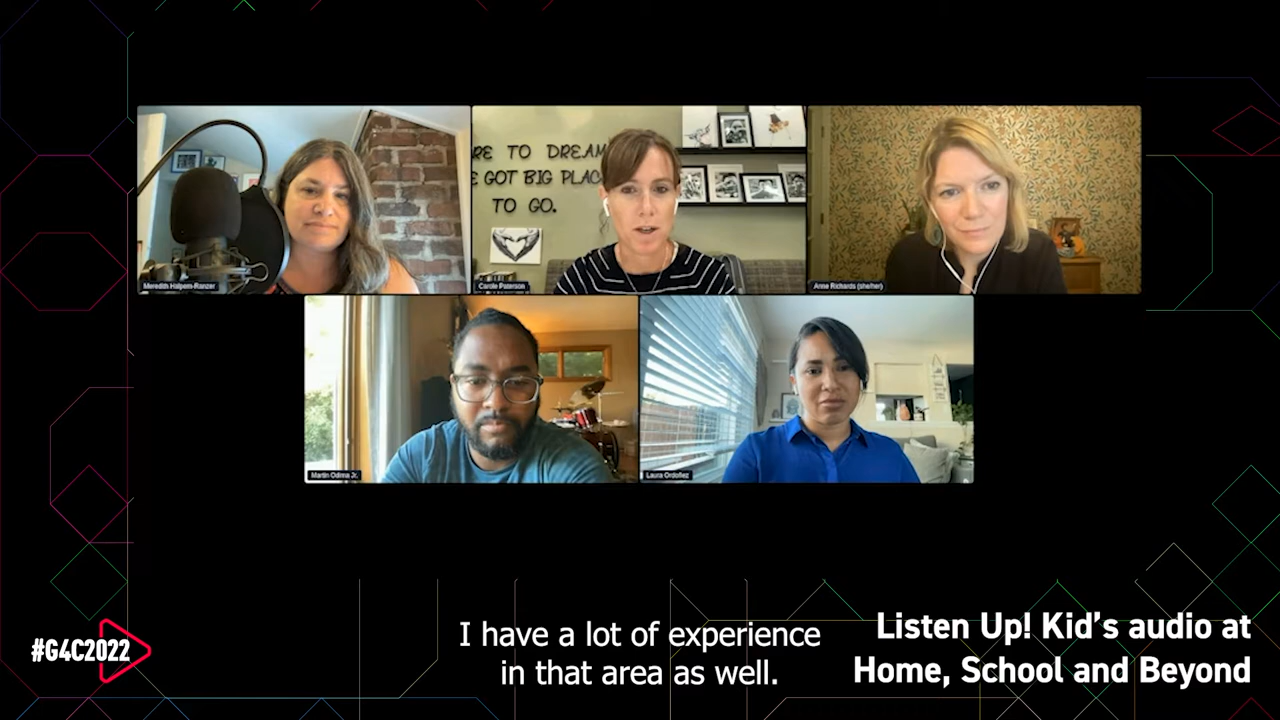 RE TO DREAM
E GOT BIG PLAC
TO GO.
Meredith Halpern-Ranzer
Carole Paterson
Anne Richards (she/her)
Martin Odima Jr.
Laura Ordoñez
#G4C2022
I have a lot of experience
in that area as well.
Listen Up! Kid's audio at
Home, School and Beyond